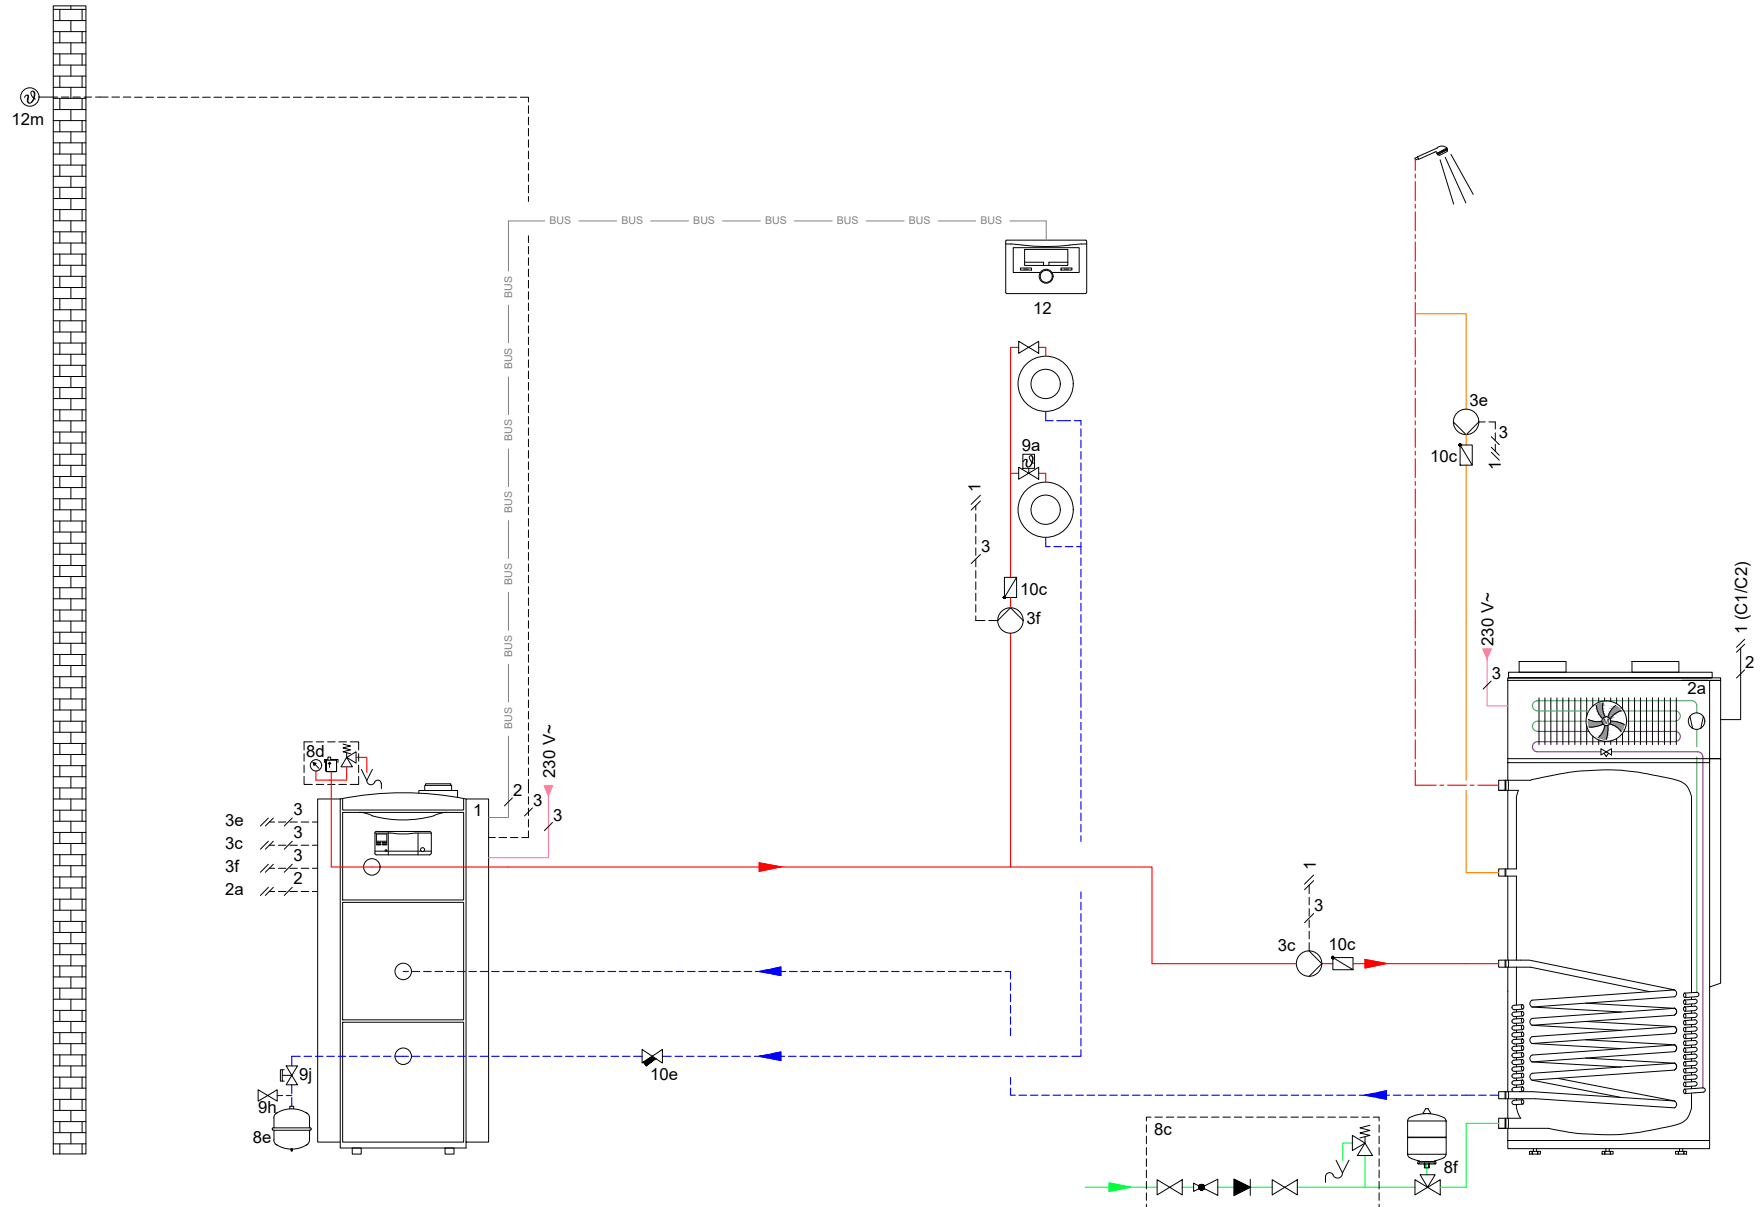 12m
BUS BUS BUS BUS BUS BUS BUS
BUS
BUS
BUS
BUS
BUS
BUS
BUS
12
3e
3
10c
1
9a
1
3
10c
3f
1 (C1/C2)
230 V~
3
2
2a
8d
230 V~
1
2
3
3
3e 3
3c 3
3f 3
2a 2
1
3
3c
10c
9j
10e
9h
8e
8c
8f